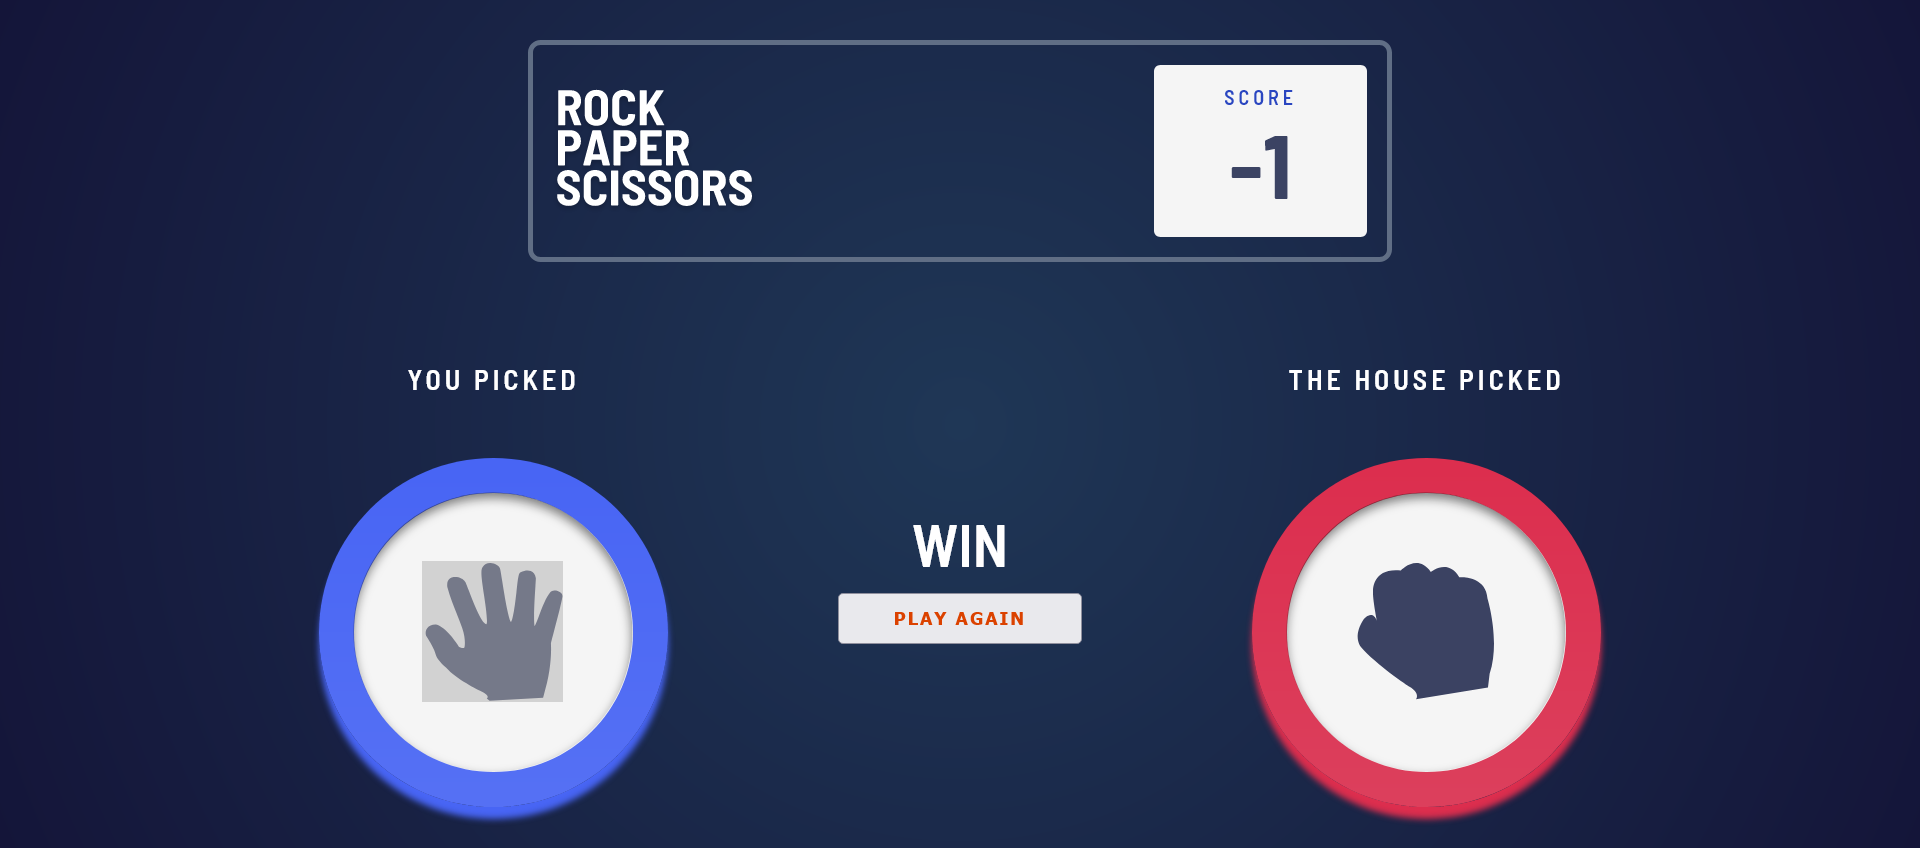 ROCK
PAPER
SCISSORS
SCORE
-1
YOU PICKED
THE HOUSE PICKED
WIN
PLAY AGAIN